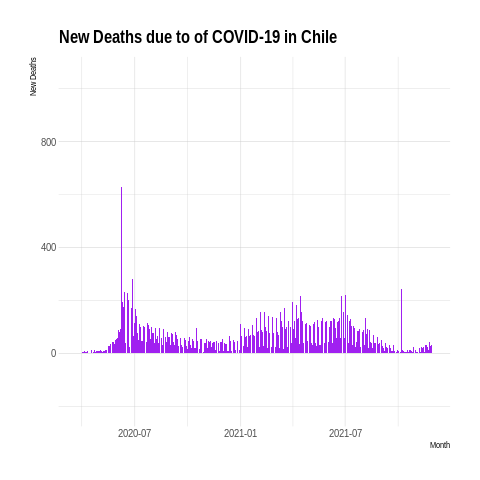 New Deaths due to of COVID-19 in Chile
New Deaths
800
400
0
2020-07
2021-01
2021-07
Month